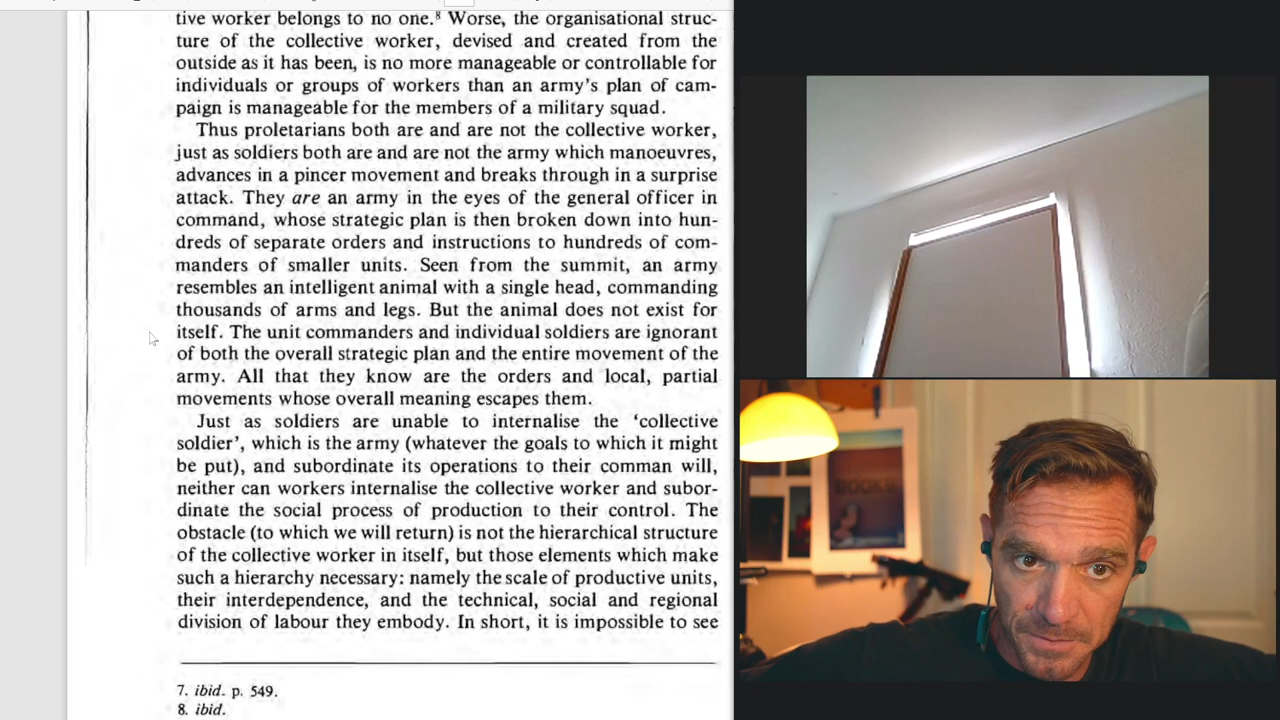 tive worker belongs to no one.⁸ Worse, the organisational struc-
ture of the collective worker, devised and created from the
outside as it has been, is no more manageable or controllable for
individuals or groups of workers than an army's plan of cam-
paign is manageable for the members of a military squad.
Thus proletarians both are and are not the collective worker,
just as soldiers both are and are not the army which manoeuvres,
advances in a pincer movement and breaks through in a surprise
attack. They are an army in the eyes of the general officer in
command, whose strategic plan is then broken down into hun-
dreds of separate orders and instructions to hundreds of com-
manders of smaller units. Seen from the summit, an army
resembles an intelligent animal with a single head, commanding
thousands of arms and legs. But the animal does not exist for
itself. The unit commanders and individual soldiers are ignorant
of both the overall strategic plan and the entire movement of the
army. All that they know are the orders and local, partial
movements whose overall meaning escapes them.
Just as soldiers are unable to internalise the 'collective
soldier', which is the army (whatever the goals to which it might
be put), and subordinate its operations to their comman will,
neither can workers internalise the collective worker and subor-
dinate the social process of production to their control. The
obstacle (to which we will return) is not the hierarchical structure
of the collective worker in itself, but those elements which make
such a hierarchy necessary: namely the scale of productive units,
their interdependence, and the technical, social and regional
division of labour they embody. In short, it is impossible to see
7. ibid. p. 549.
8. ibid.